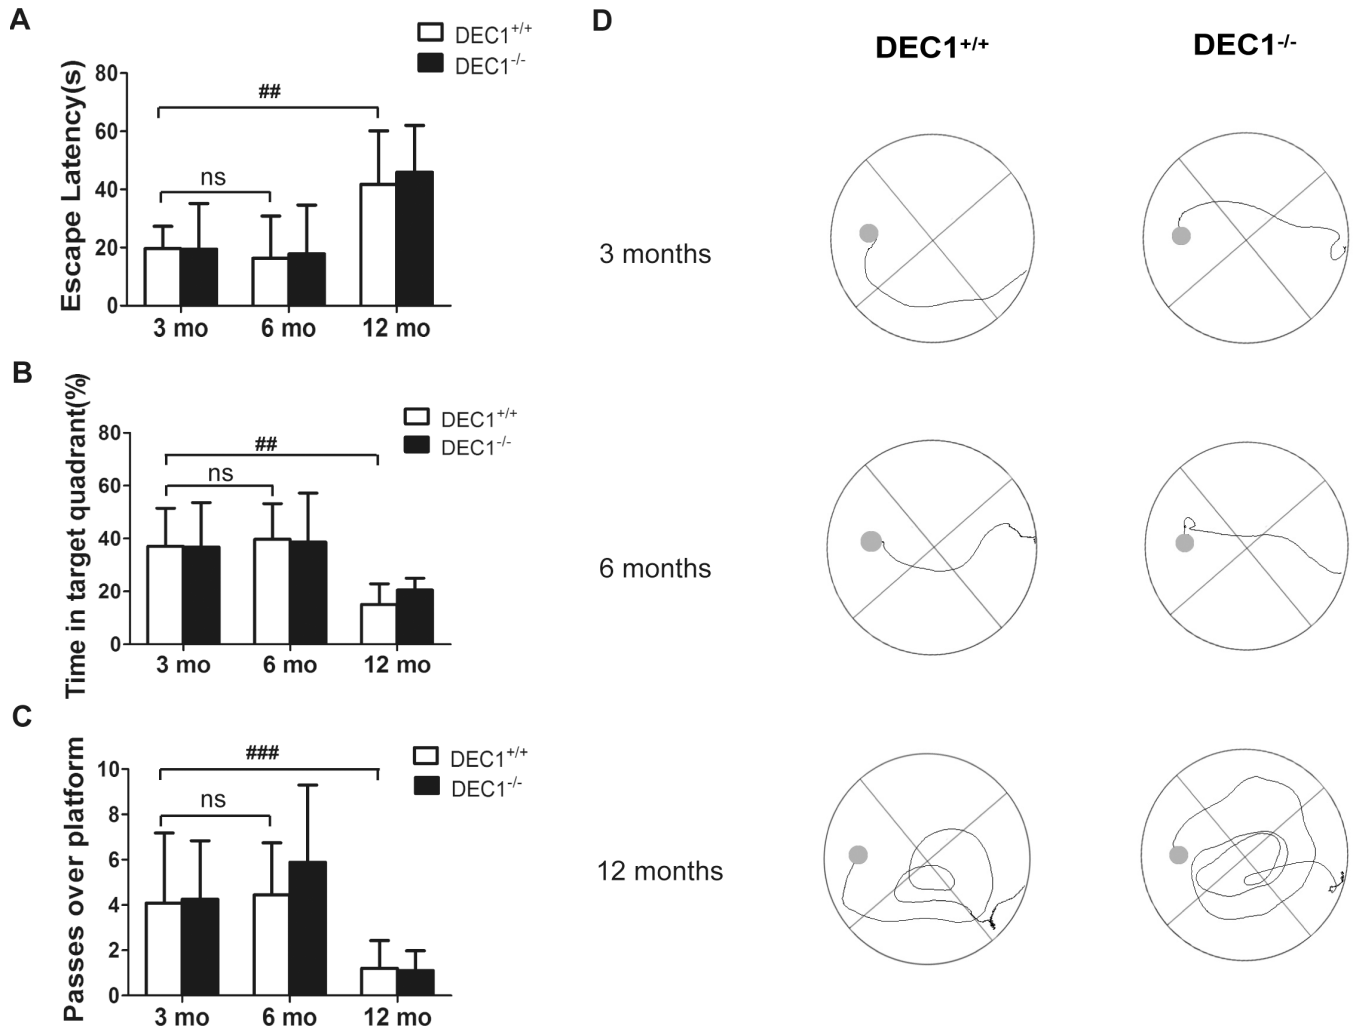 A
DEC1+/+
DEC1-/-
Escape Latency(s)
80
60
40
20
0
##
ns
3 mo 6 mo 12 mo
B
DEC1+/+
DEC1-/-
Time in target quadrant(%)
80
60
40
20
0
##
ns
3 mo 6 mo 12 mo
C
DEC1+/+
DEC1-/-
Passes over platform
10
8
6
4
2
0
###
ns
3 mo 6 mo 12 mo
D
DEC1+/+ DEC1-/-
3 months
6 months
12 months